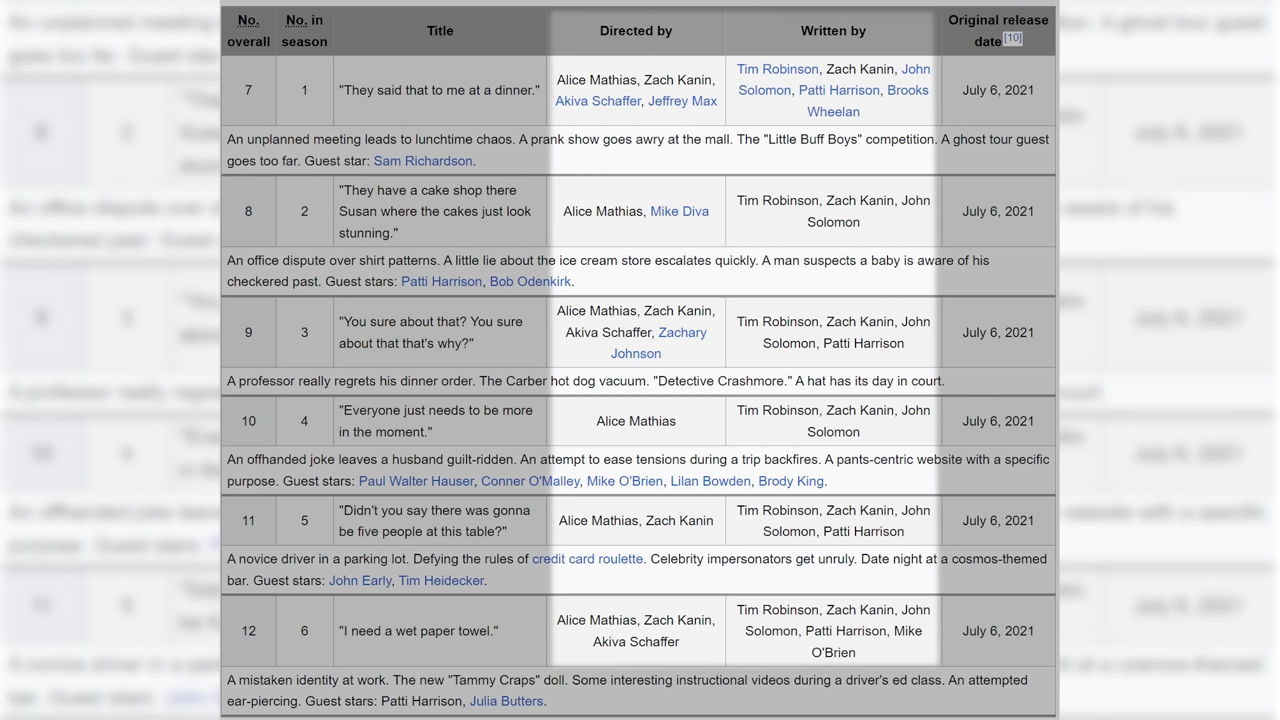 No. overall No. in season Title Directed by Written by Original release date[10]
7 1 "They said that to me at a dinner." Alice Mathias, Zach Kanin, Akiva Schaffer, Jeffrey Max Tim Robinson, Zach Kanin, John Solomon, Patti Harrison, Brooks Wheelan July 6, 2021
An unplanned meeting leads to lunchtime chaos. A prank show goes awry at the mall. The "Little Buff Boys" competition. A ghost tour guest
goes too far. Guest star: Sam Richardson.
8 2 "They have a cake shop there Susan where the cakes just look stunning." Alice Mathias, Mike Diva Tim Robinson, Zach Kanin, John Solomon July 6, 2021
An office dispute over shirt patterns. A little lie about the ice cream store escalates quickly. A man suspects a baby is aware of his
checkered past. Guest stars: Patti Harrison, Bob Odenkirk.
9 3 "You sure about that? You sure about that that's why?" Alice Mathias, Zach Kanin, Akiva Schaffer, Zachary Johnson Tim Robinson, Zach Kanin, John Solomon, Patti Harrison July 6, 2021
A professor really regrets his dinner order. The Carber hot dog vacuum. "Detective Crashmore." A hat has its day in court.
10 4 "Everyone just needs to be more in the moment." Alice Mathias Tim Robinson, Zach Kanin, John Solomon July 6, 2021
An offhanded joke leaves a husband guilt-ridden. An attempt to ease tensions during a trip backfires. A pants-centric website with a specific
purpose. Guest stars: Paul Walter Hauser, Conner O'Malley, Mike O'Brien, Lilan Bowden, Brody King.
11 5 "Didn't you say there was gonna be five people at this table?" Alice Mathias, Zach Kanin Tim Robinson, Zach Kanin, John Solomon, Patti Harrison July 6, 2021
A novice driver in a parking lot. Defying the rules of credit card roulette. Celebrity impersonators get unruly. Date night at a cosmos-themed
bar. Guest stars: John Early, Tim Heidecker.
12 6 "I need a wet paper towel." Alice Mathias, Zach Kanin, Akiva Schaffer Tim Robinson, Zach Kanin, John Solomon, Patti Harrison, Mike O'Brien July 6, 2021
A mistaken identity at work. The new "Tammy Craps" doll. Some interesting instructional videos during a driver's ed class. An attempted
ear-piercing. Guest stars: Patti Harrison, Julia Butters.